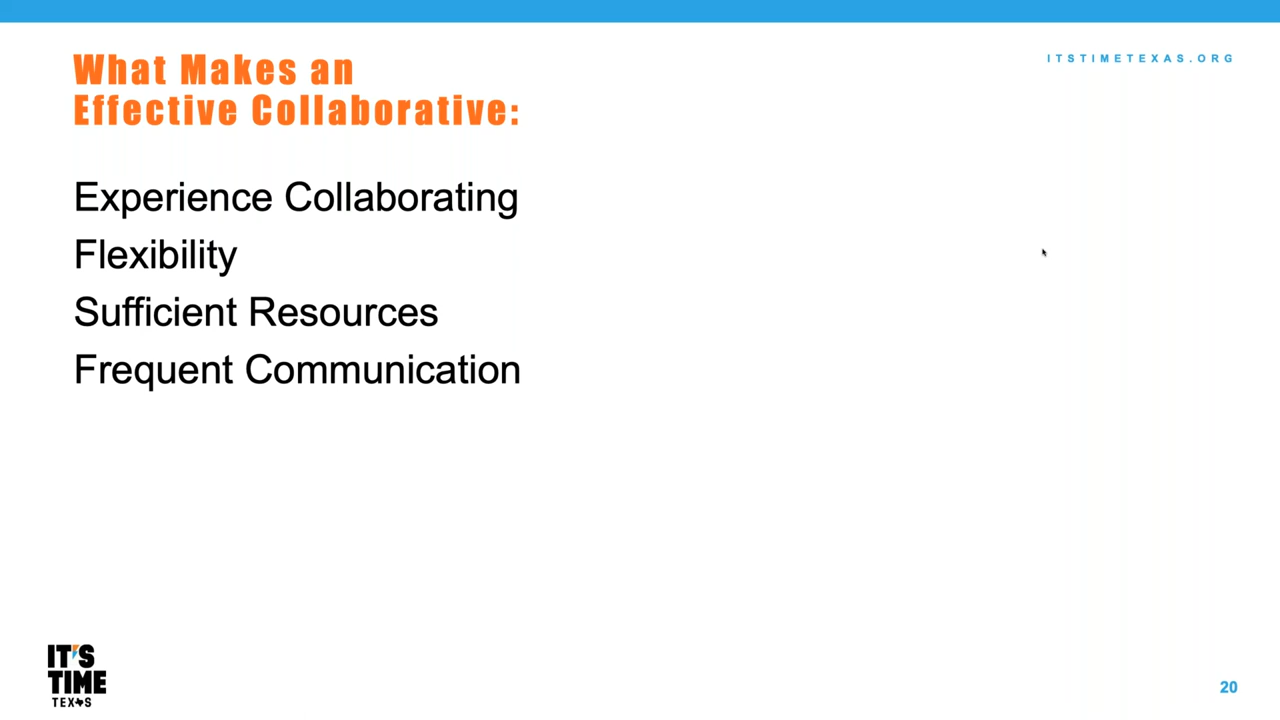 What Makes an
Effective Collaborative:
ITSTIMETEXAS.ORG
Experience Collaborating
Flexibility
Sufficient Resources
Frequent Communication
IT'S
TIME
TEXAS
20